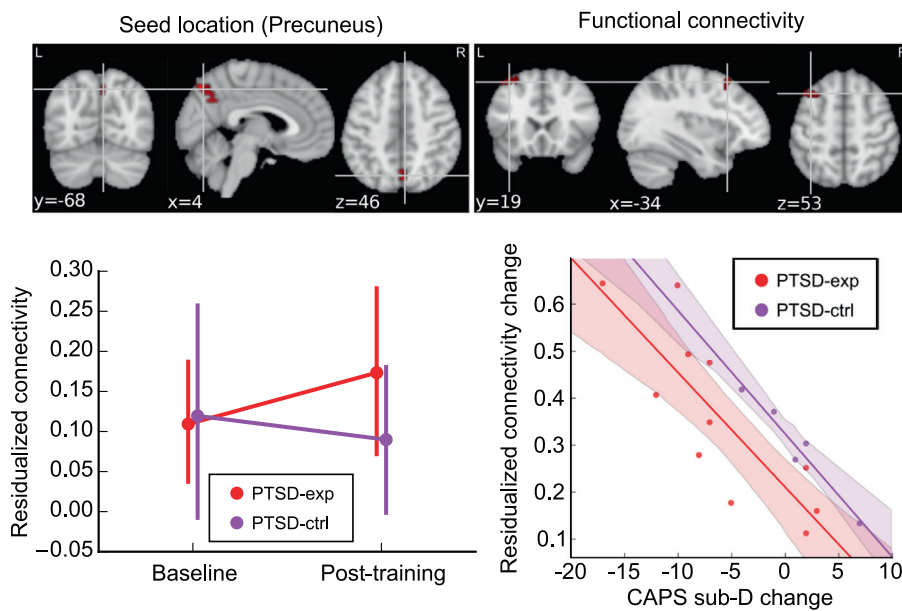 Seed location (Precuneus)
Functional connectivity
L
R
L
R
y=-68
x=4
z=46
y=19
x=-34
z=53
Residualized connectivity
0.30
0.25
0.20
0.15
0.10
0.05
0.00
−0.05
PTSD-exp
PTSD-ctrl
Baseline
Post-training
Residualized connectivity change
0.6
0.5
0.4
0.3
0.2
0.1
PTSD-exp
PTSD-ctrl
-20
-15
-10
-5
0
5
10
CAPS sub-D change